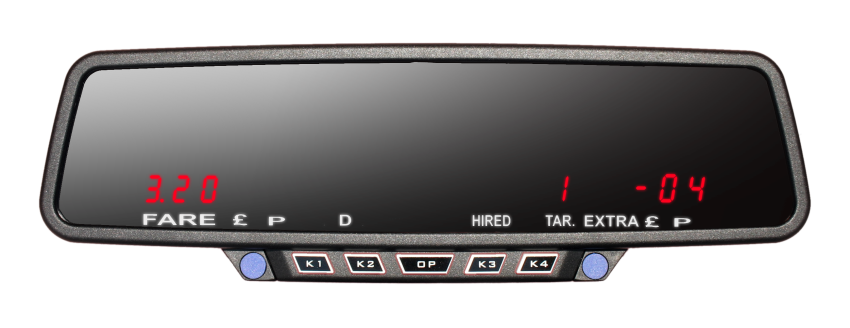 3.20 1 -04
FARE £ P D HIRED TAR. EXTRA £ P
K1 K2 OP K3 K4